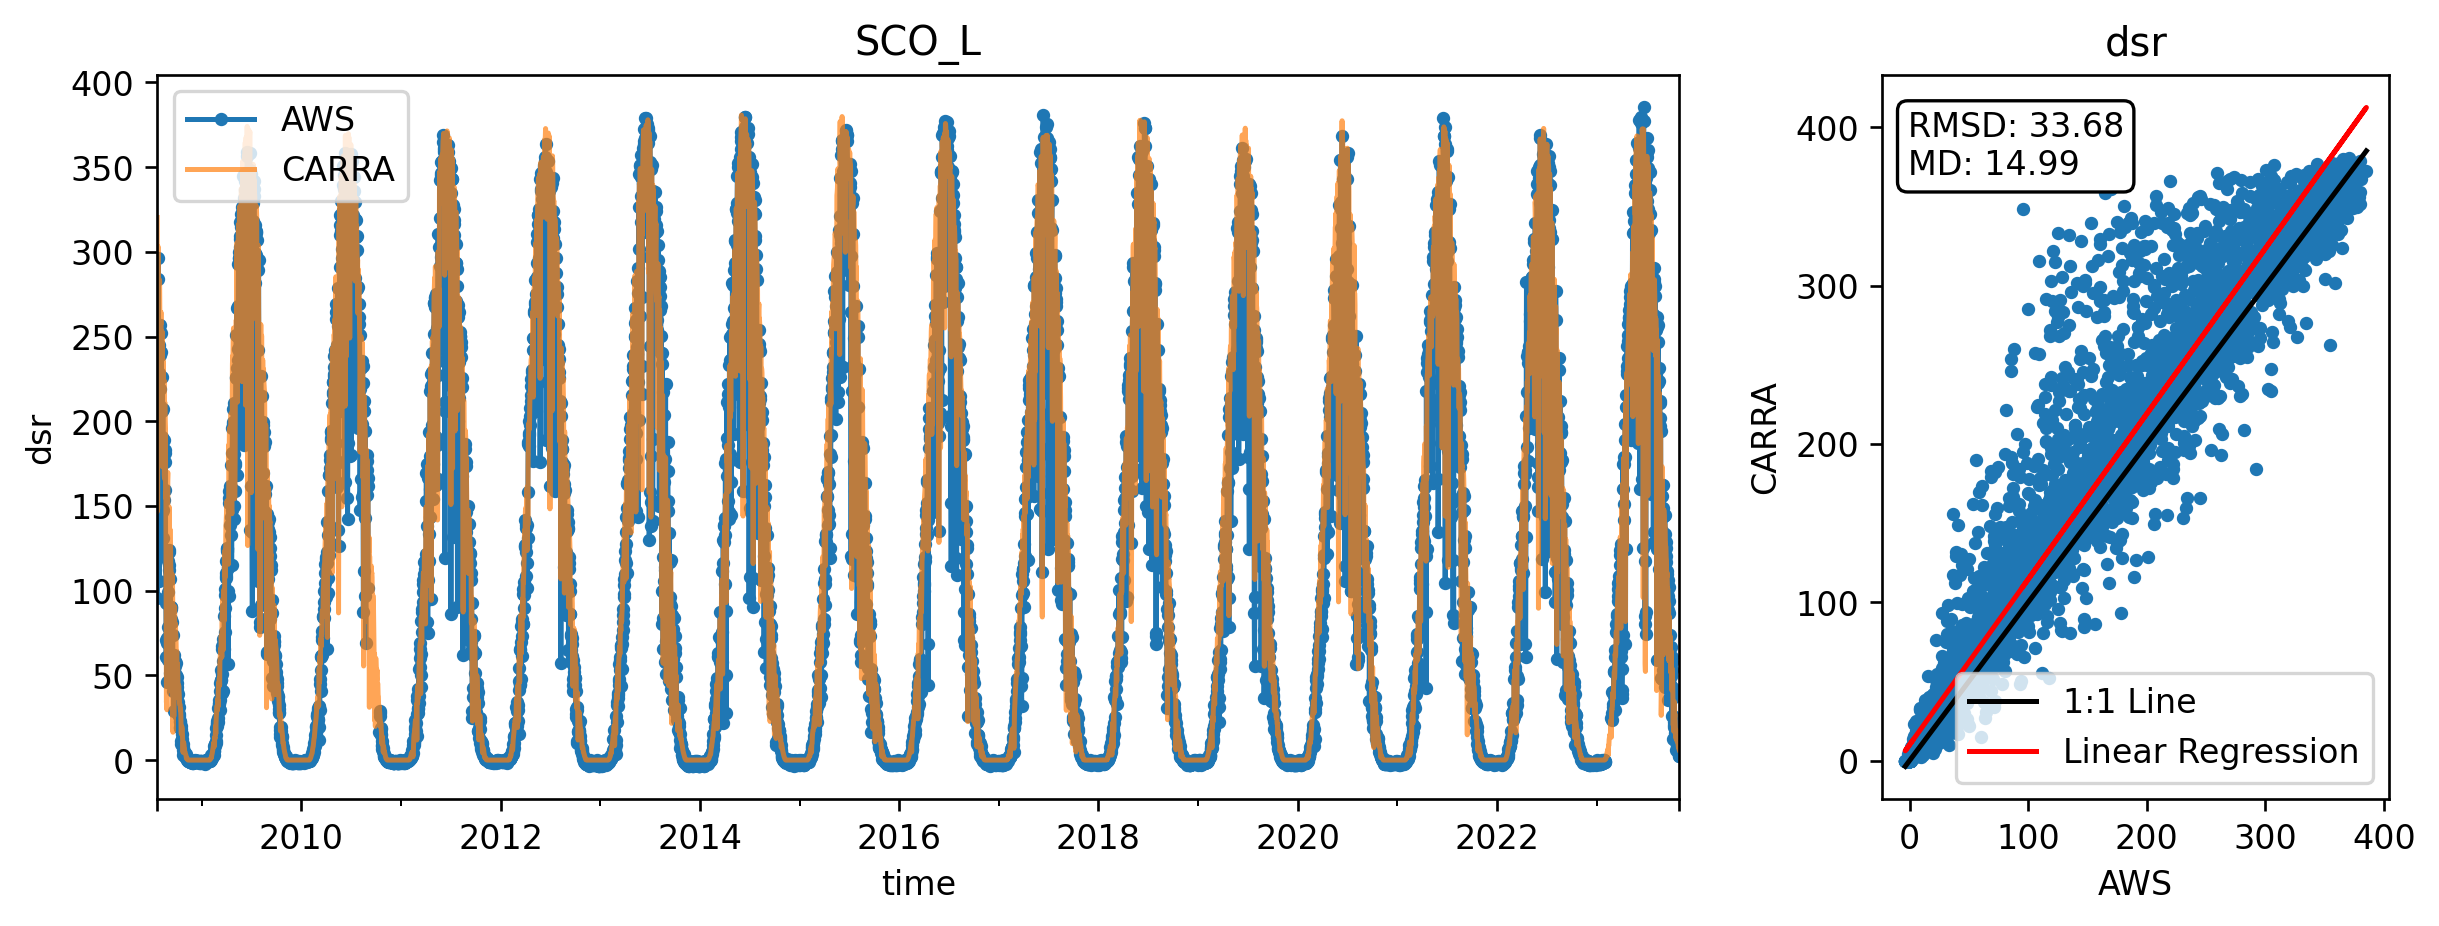 SCO_L
400
350
300
250
200
150
100
50
0
dsr
AWS
CARRA
2010 2012 2014 2016 2018 2020 2022
time
dsr
400
300
200
100
0
CARRA
RMSD: 33.68
MD: 14.99
1:1 Line
Linear Regression
0 100 200 300 400
AWS